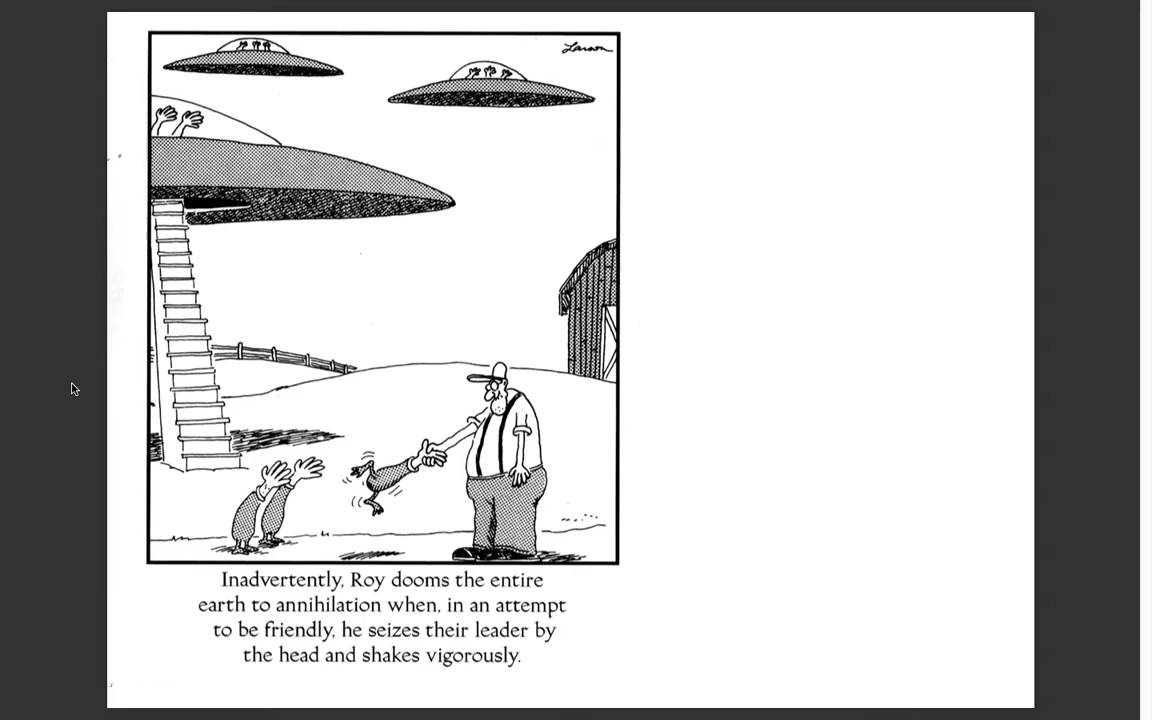 Larson
Inadvertently, Roy dooms the entire
earth to annihilation when, in an attempt
to be friendly, he seizes their leader by
the head and shakes vigorously.